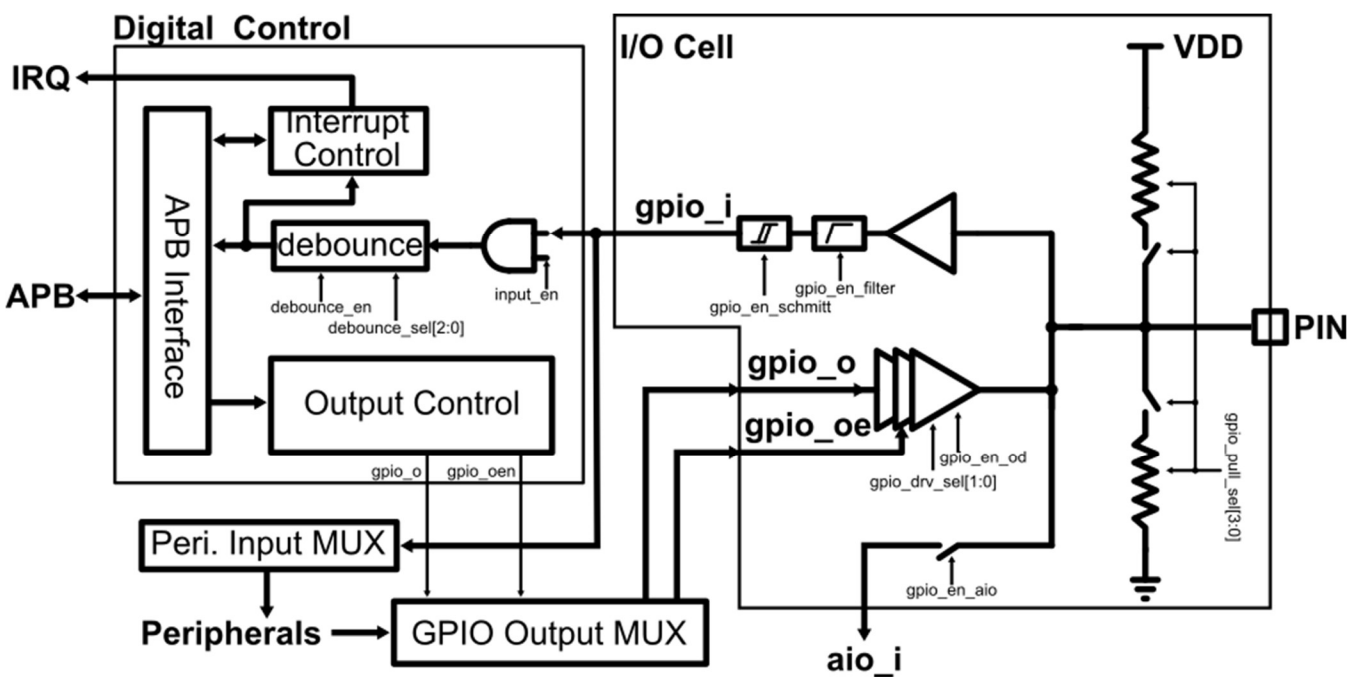 Digital Control
I/O Cell
VDD
IRQ
Interrupt
Control
APB Interface
gpio_i
debounce
input_en
gpio_en_filter
gpio_en_schmitt
APB
debounce_en
debounce_sel[2:0]
PIN
gpio_o
Output Control
gpio_oe
gpio_pull_sel[3:0]
gpio_en_od
gpio_drv_sel[1:0]
gpio_o
gpio_oen
Peri. Input MUX
gpio_en_aio
Peripherals
GPIO Output MUX
aio_i